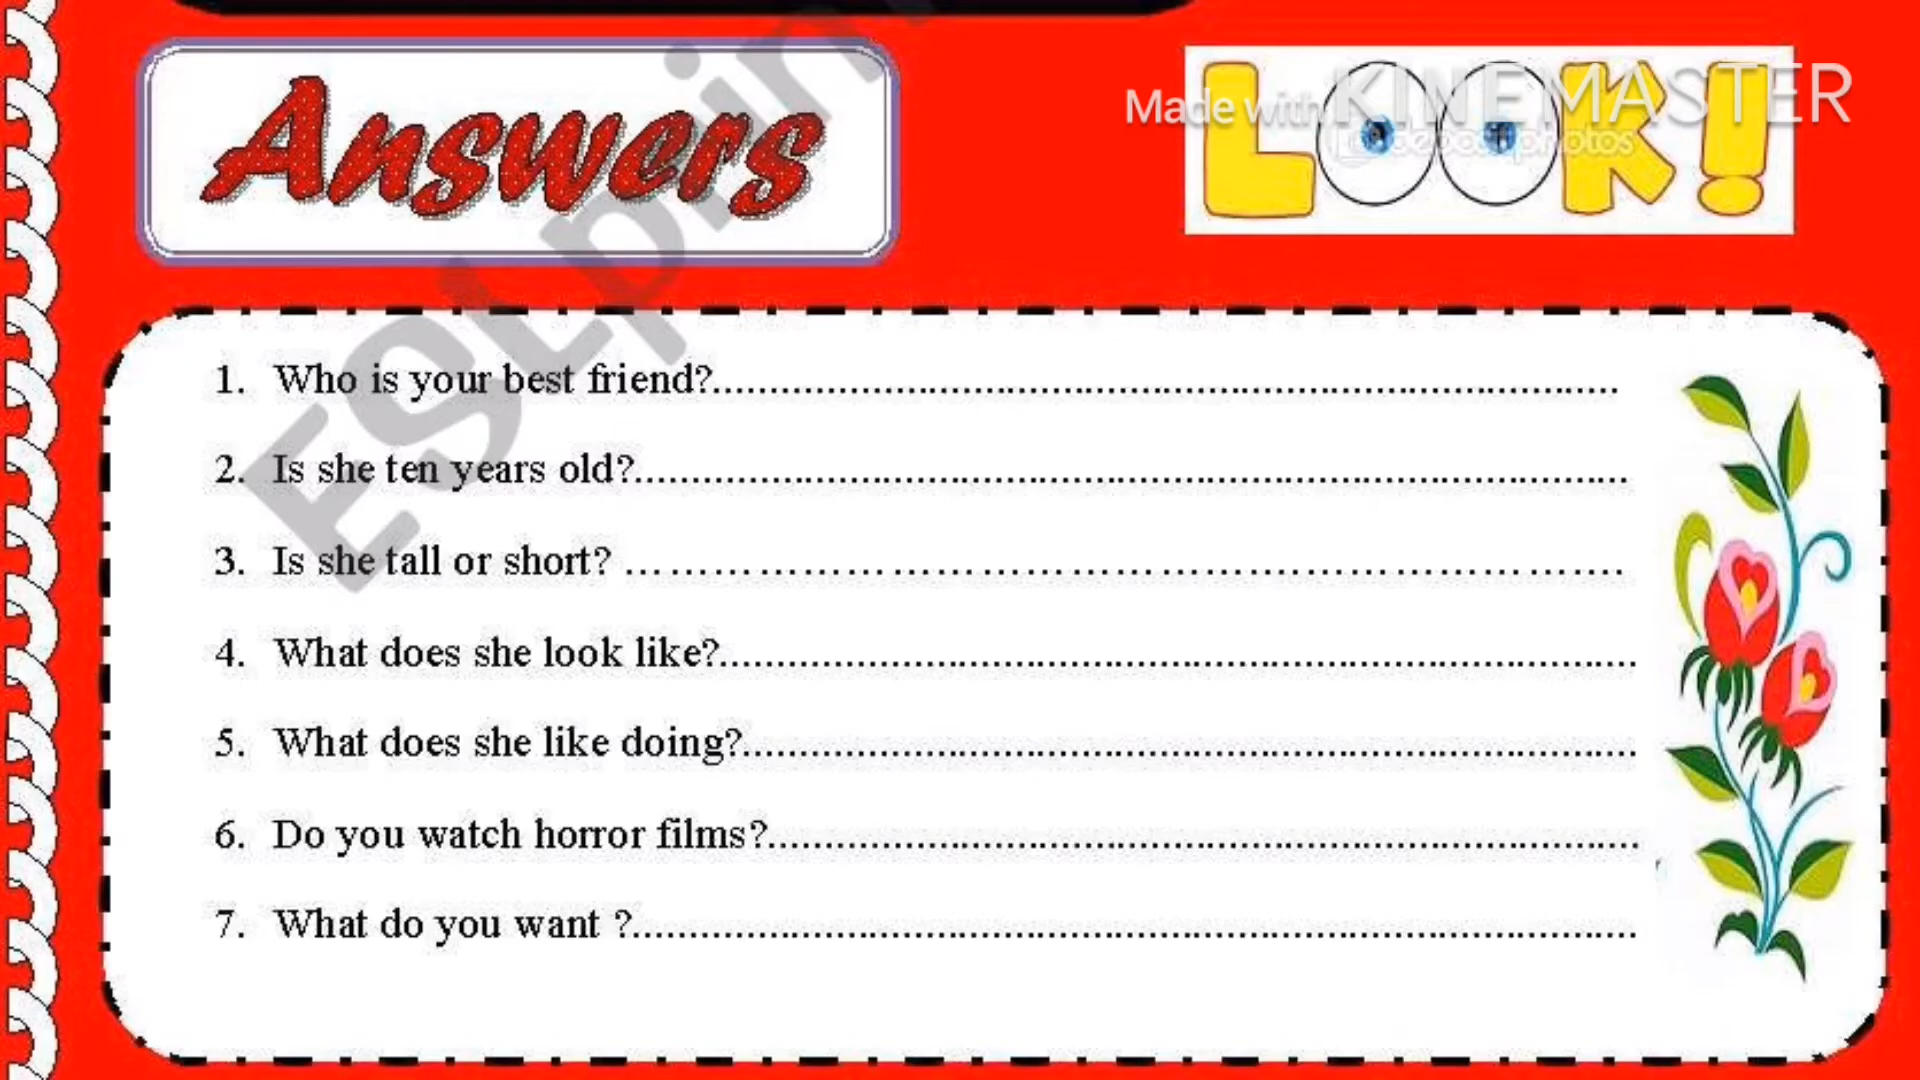 Made with KINEMASTER
Answers
LOOK!
depositphotos
ESLprin
1. Who is your best friend?
2. Is she ten years old?
3. Is she tall or short?
4. What does she look like?
5. What does she like doing?
6. Do you watch horror films?
7. What do you want ?